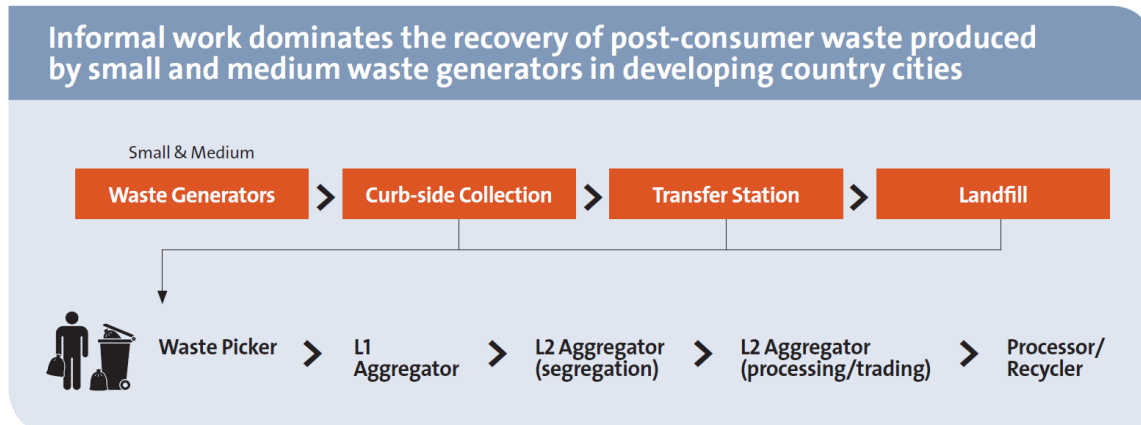 Informal work dominates the recovery of post-consumer waste produced
by small and medium waste generators in developing country cities
Small & Medium
Waste Generators
Curb-side Collection
Transfer Station
Landfill
Waste Picker
L1
Aggregator
L2 Aggregator
(segregation)
L2 Aggregator
(processing/trading)
Processor/
Recycler